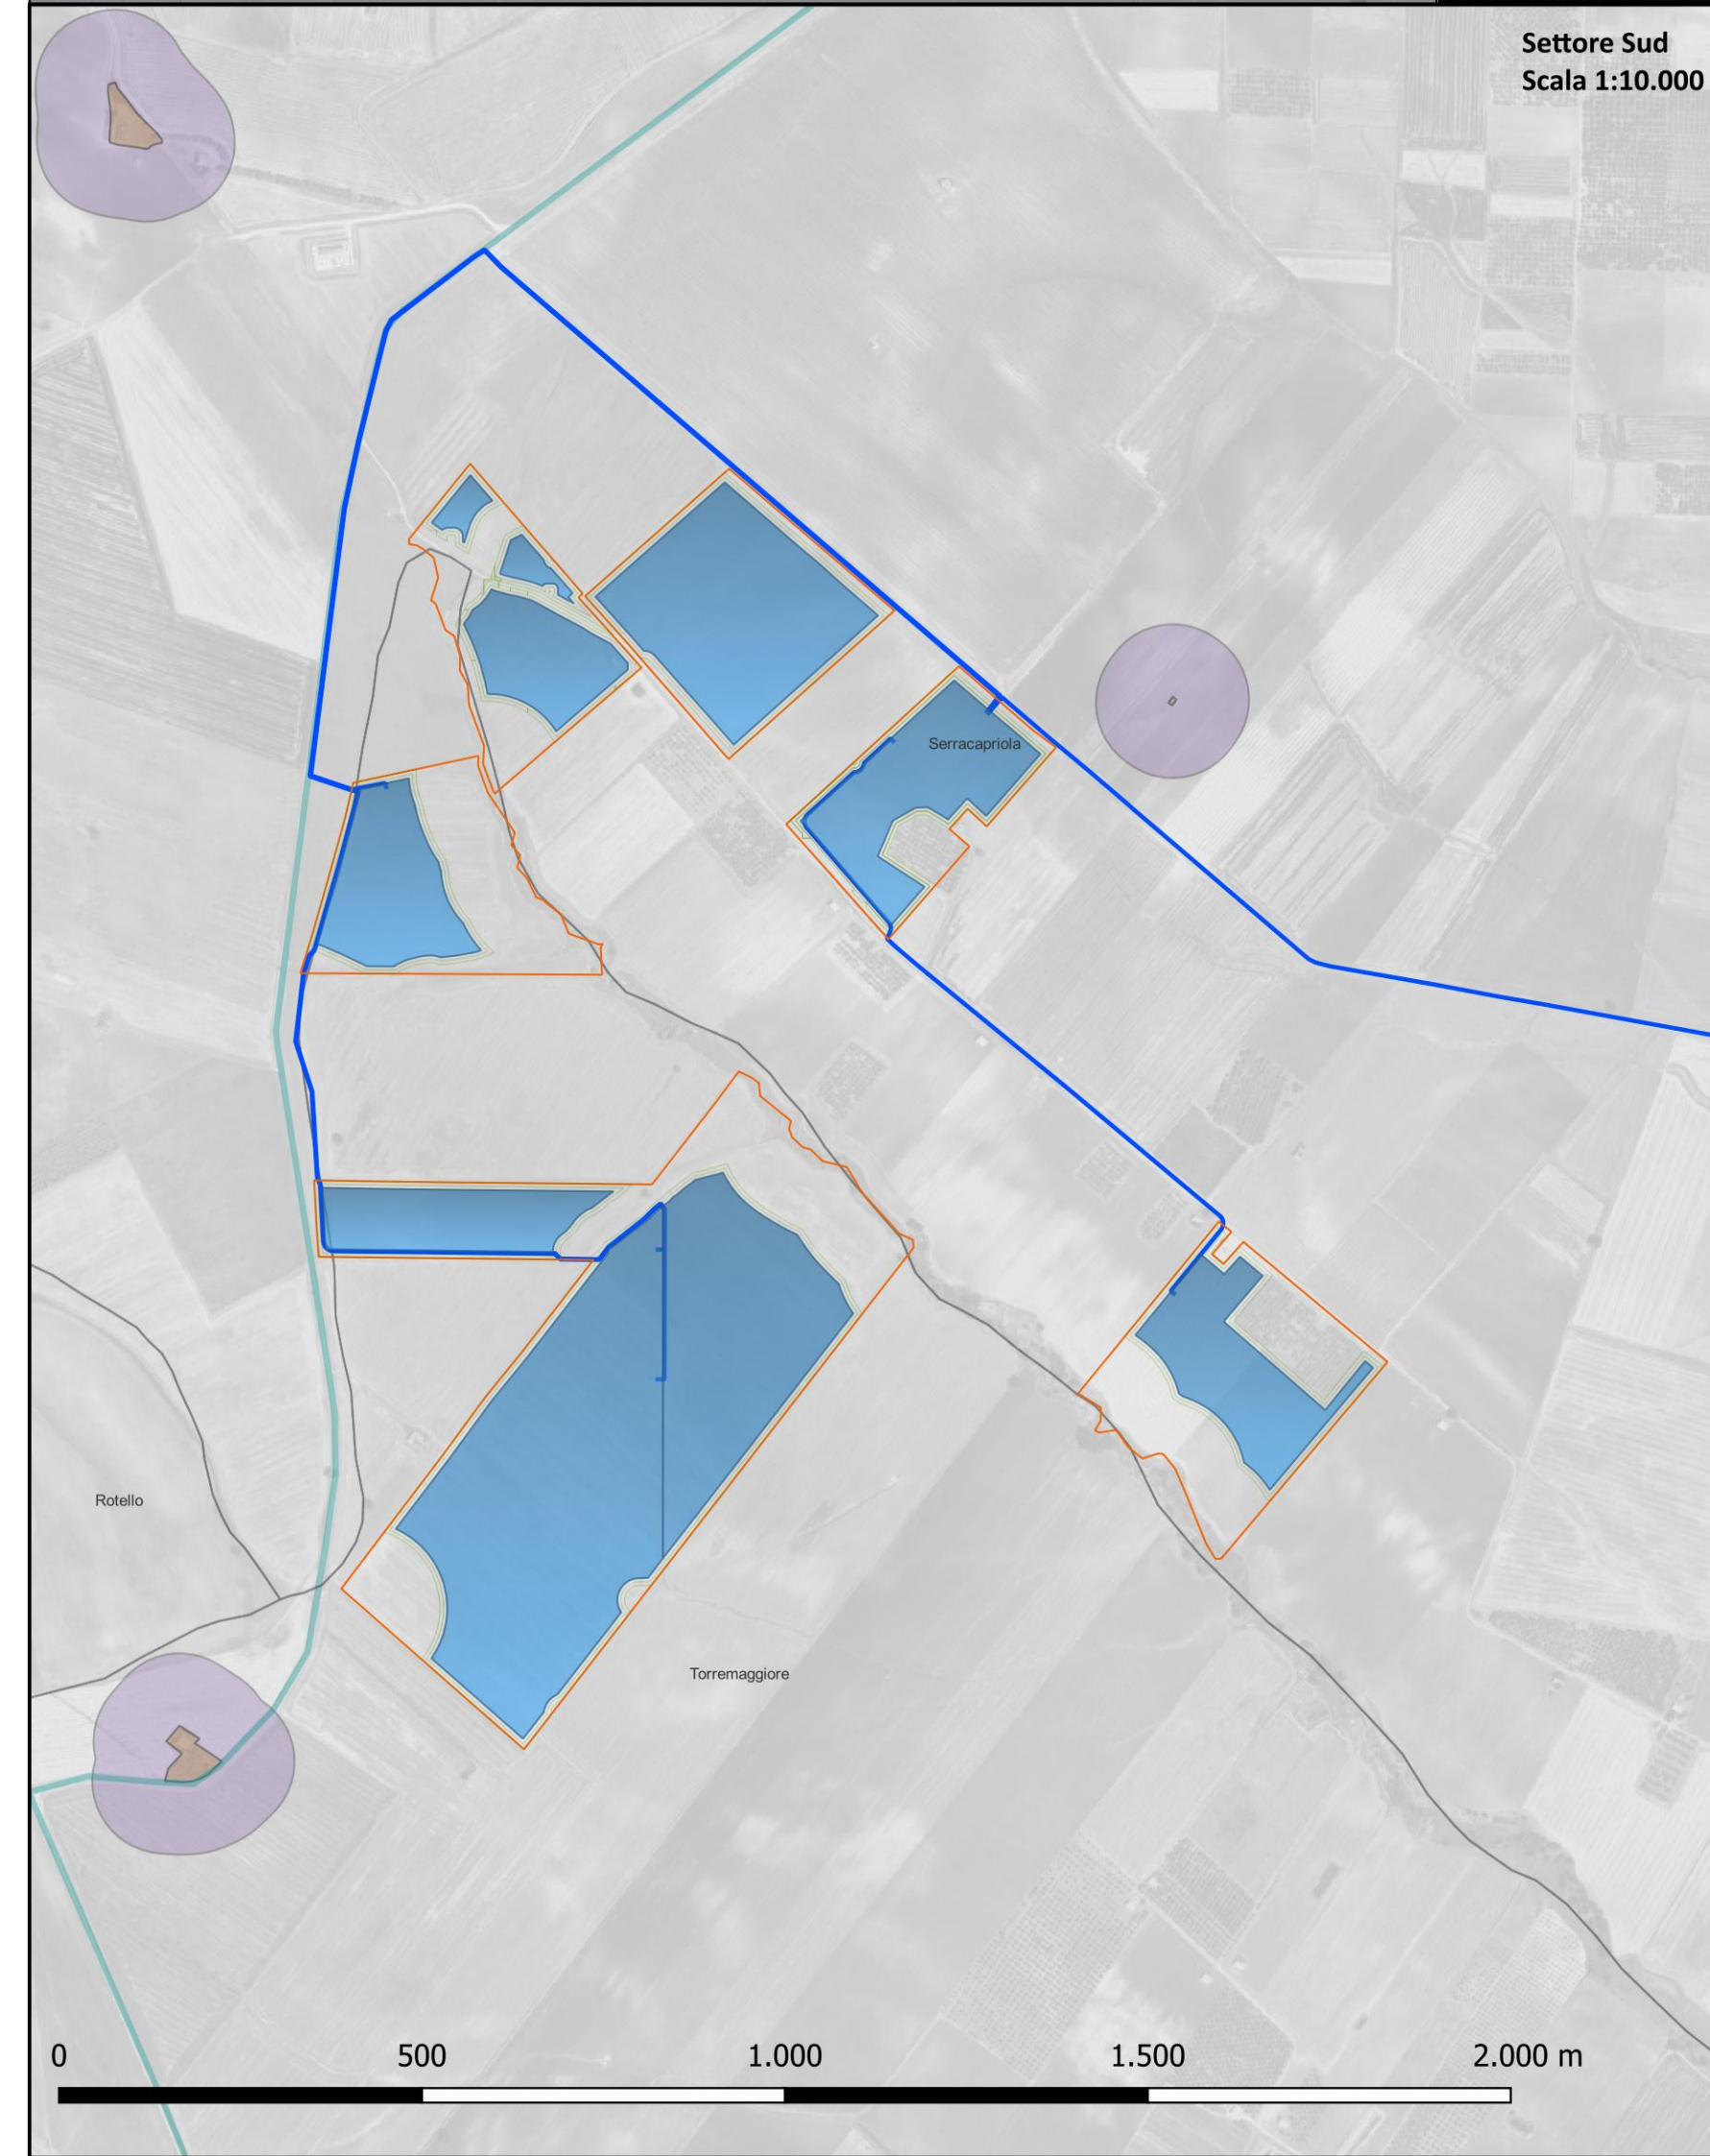 Settore Sud
Scala 1:10.000
Serracapriola
Rotello
Torremaggiore
0 500 1.000 1.500 2.000 m